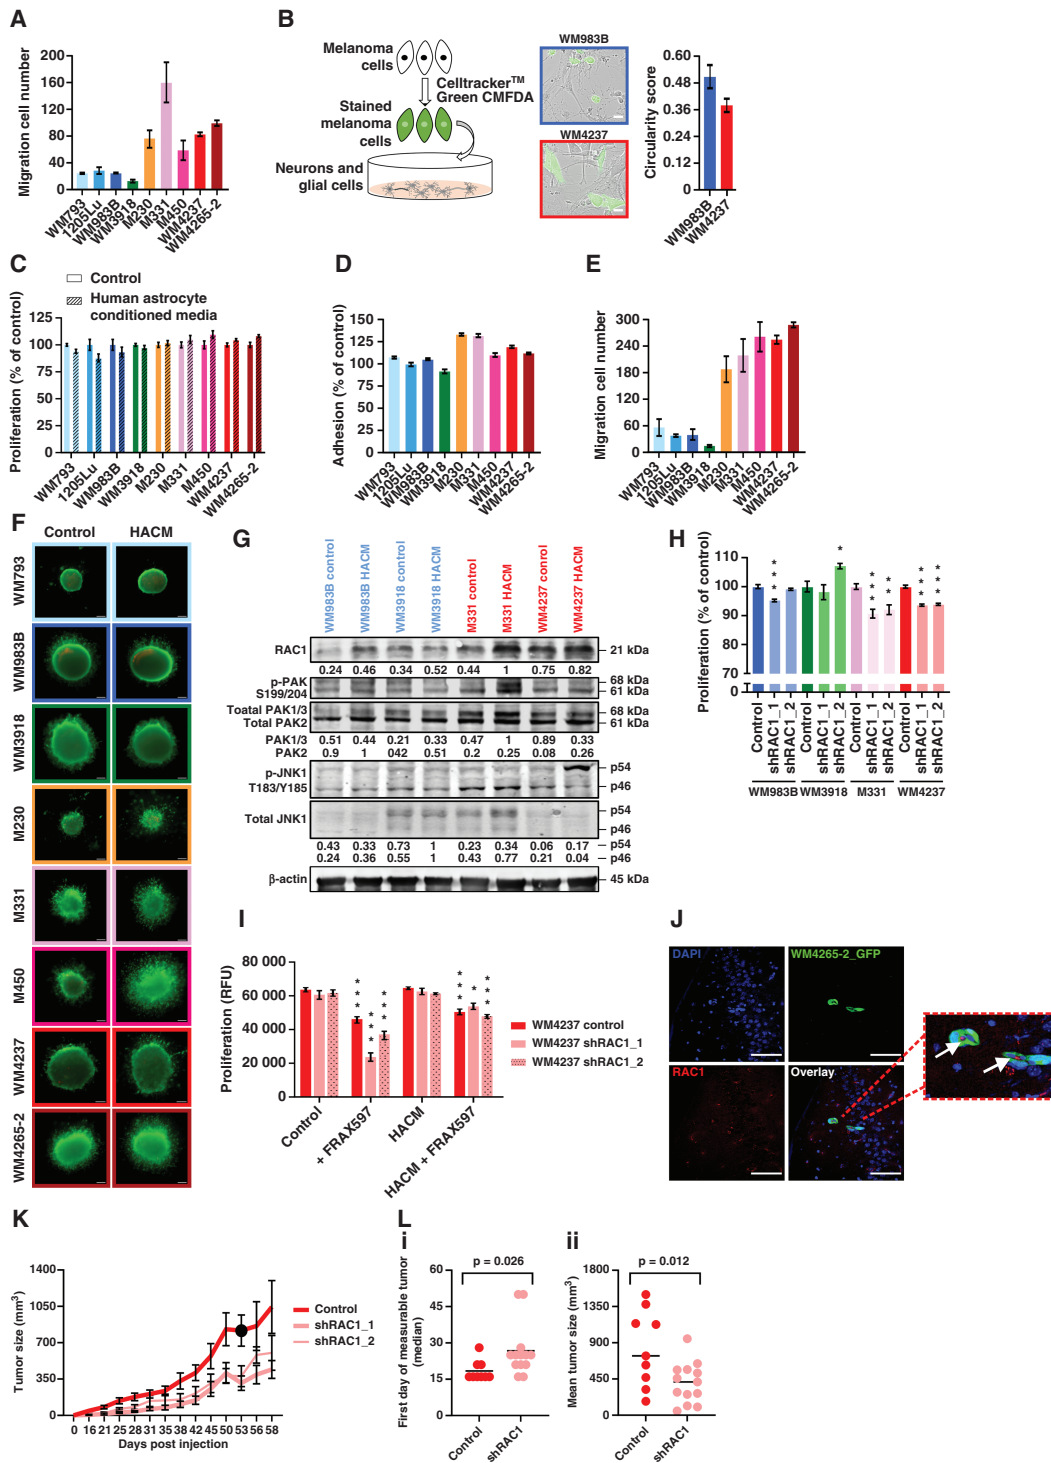 A
Migration cell number
200
160
120
80
40
0
WM793
1205Lu
WM983B
WM3918
M230
M331
M450
WM4237
WM4265-2
B
Melanoma
cells
Celltracker™
Green CMFDA
Stained
melanoma
cells
Neurons and
glial cells
WM983B
WM4237
Circularity score
0.60
0.48
0.36
0.24
0.12
0
WM983B
WM4237
C
Control
Human astrocyte
conditioned media
Proliferation (% of control)
125
100
75
50
25
0
WM793
1205Lu
WM983B
WM3918
M230
M331
M450
WM4237
WM4265-2
D
Adhesion (% of control)
150
125
100
75
50
25
0
WM793
1205Lu
WM983B
WM3918
M230
M331
M450
WM4237
WM4265-2
E
Migration cell number
300
240
180
120
60
0
WM793
1205Lu
WM983B
WM3918
M230
M331
M450
WM4237
WM4265-2
F
Control HACM
WM793
WM983B
WM3918
M230
M331
M450
WM4237
WM4265-2
G
WM983B control
WM983B HACM
WM3918 control
WM3918 HACM
M331 control
M331 HACM
WM4237 conrol
WM4237 HACM
RAC1 21 kDa
0.24 0.46 0.34 0.52 0.44 1 0.75 0.82
p-PAK 68 kDa
S199/204 61 kDa
Toatal PAK1/3 68 kDa
Total PAK2 61 kDa
PAK1/3 0.51 0.44 0.21 0.33 0.47 1 0.89 0.33
PAK2 0.9 1 042 0.51 0.2 0.25 0.08 0.26
p-JNK1 p54
T183/Y185 p46
Total JNK1 p54
p46
0.43 0.33 0.73 1 0.23 0.34 0.06 0.17 p54
0.24 0.36 0.55 1 0.43 0.77 0.21 0.04 p46
β-actin 45 kDa
H
Proliferation (% of control)
110
100
90
80
70
0
***
*
***
**
***
***
Control
shRAC1_1
shRAC1_2
Control
shRAC1_1
shRAC1_2
Control
shRAC1_1
shRAC1_2
Control
shRAC1_1
shRAC1_2
WM983B WM3918 M331 WM4237
I
Proliferation (RFU)
80 000
60 000
40 000
20 000
0
***
***
***
***
*
***
WM4237 control
WM4237 shRAC1_1
WM4237 shRAC1_2
Control
+ FRAX597
HACM
HACM + FRAX597
J
DAPI
WM4265-2_GFP
RAC1
Overlay
K
Tumor size (mm³)
1400
1050
700
350
0
Control
shRAC1_1
shRAC1_2
0 16 21 25 28 31 35 38 42 45 50 53 56 58
Days post injection
L
i
p = 0.026
First day of measurable tumor
(median)
60
45
30
15
0
Control
shRAC1
ii
p = 0.012
Mean tumor size (mm³)
1800
1350
900
450
0
Control
shRAC1